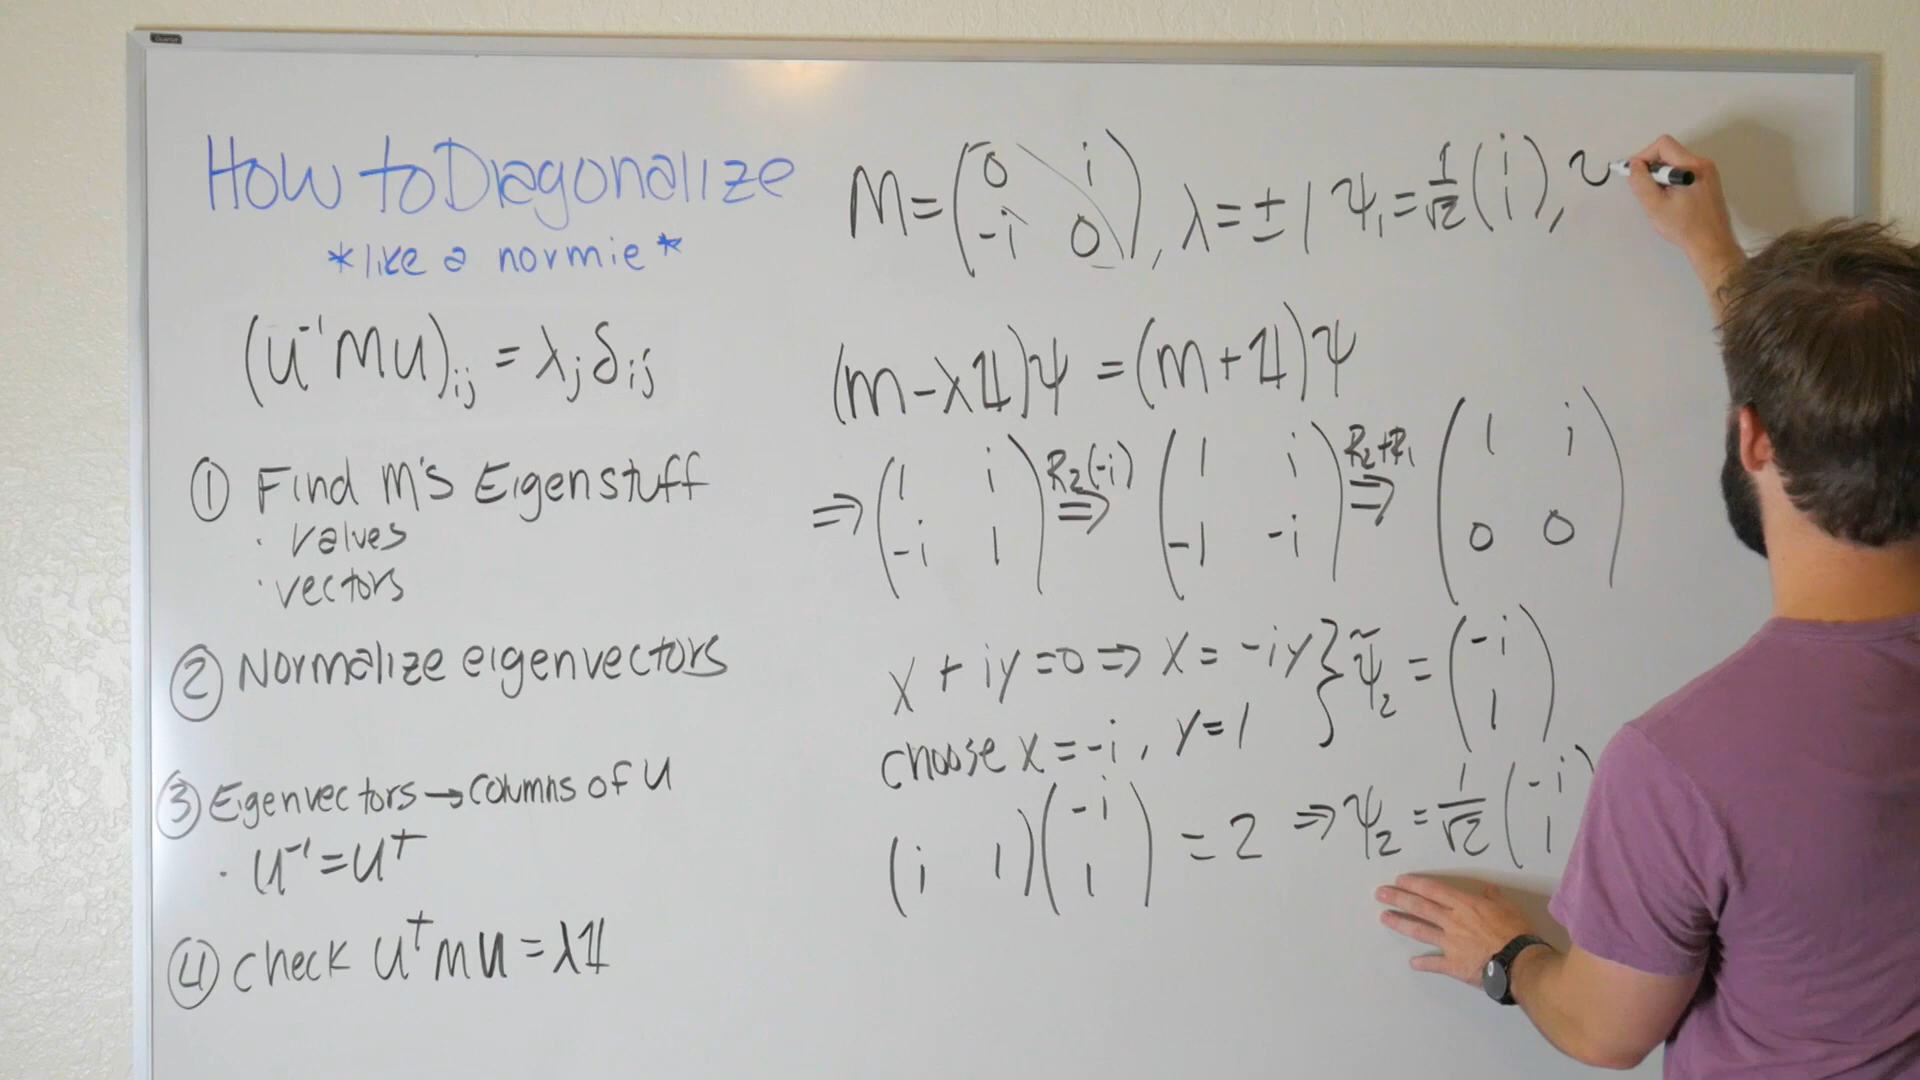 How to Diagonalize
*like a normie*
(U⁻¹MU)ᵢⱼ = λⱼδᵢⱼ
① Find M's Eigenstuff
· values
· vectors
② Normalize eigenvectors
③ Eigenvectors → columns of U
· U⁻¹ = U†
④ check U†MU = λ𝟙
M = (0 i; -i 0), λ = ±1 ψ₁ = 1/√2 (i; i),
(M - λ𝟙)ψ = (M + 𝟙)ψ
⇒ (1 i; -i 1) R₂(-i) ⇒ (1 i; -1 -i) R₂+R₁ ⇒ (1 i; 0 0)
x + iy = 0 ⇒ x = -iy } ψ̃₂ = (-i; 1)
choose x = -i, y = 1
(i 1)(-i; 1) = 2 ⇒ ψ₂ = 1/√2 (-i; 1)